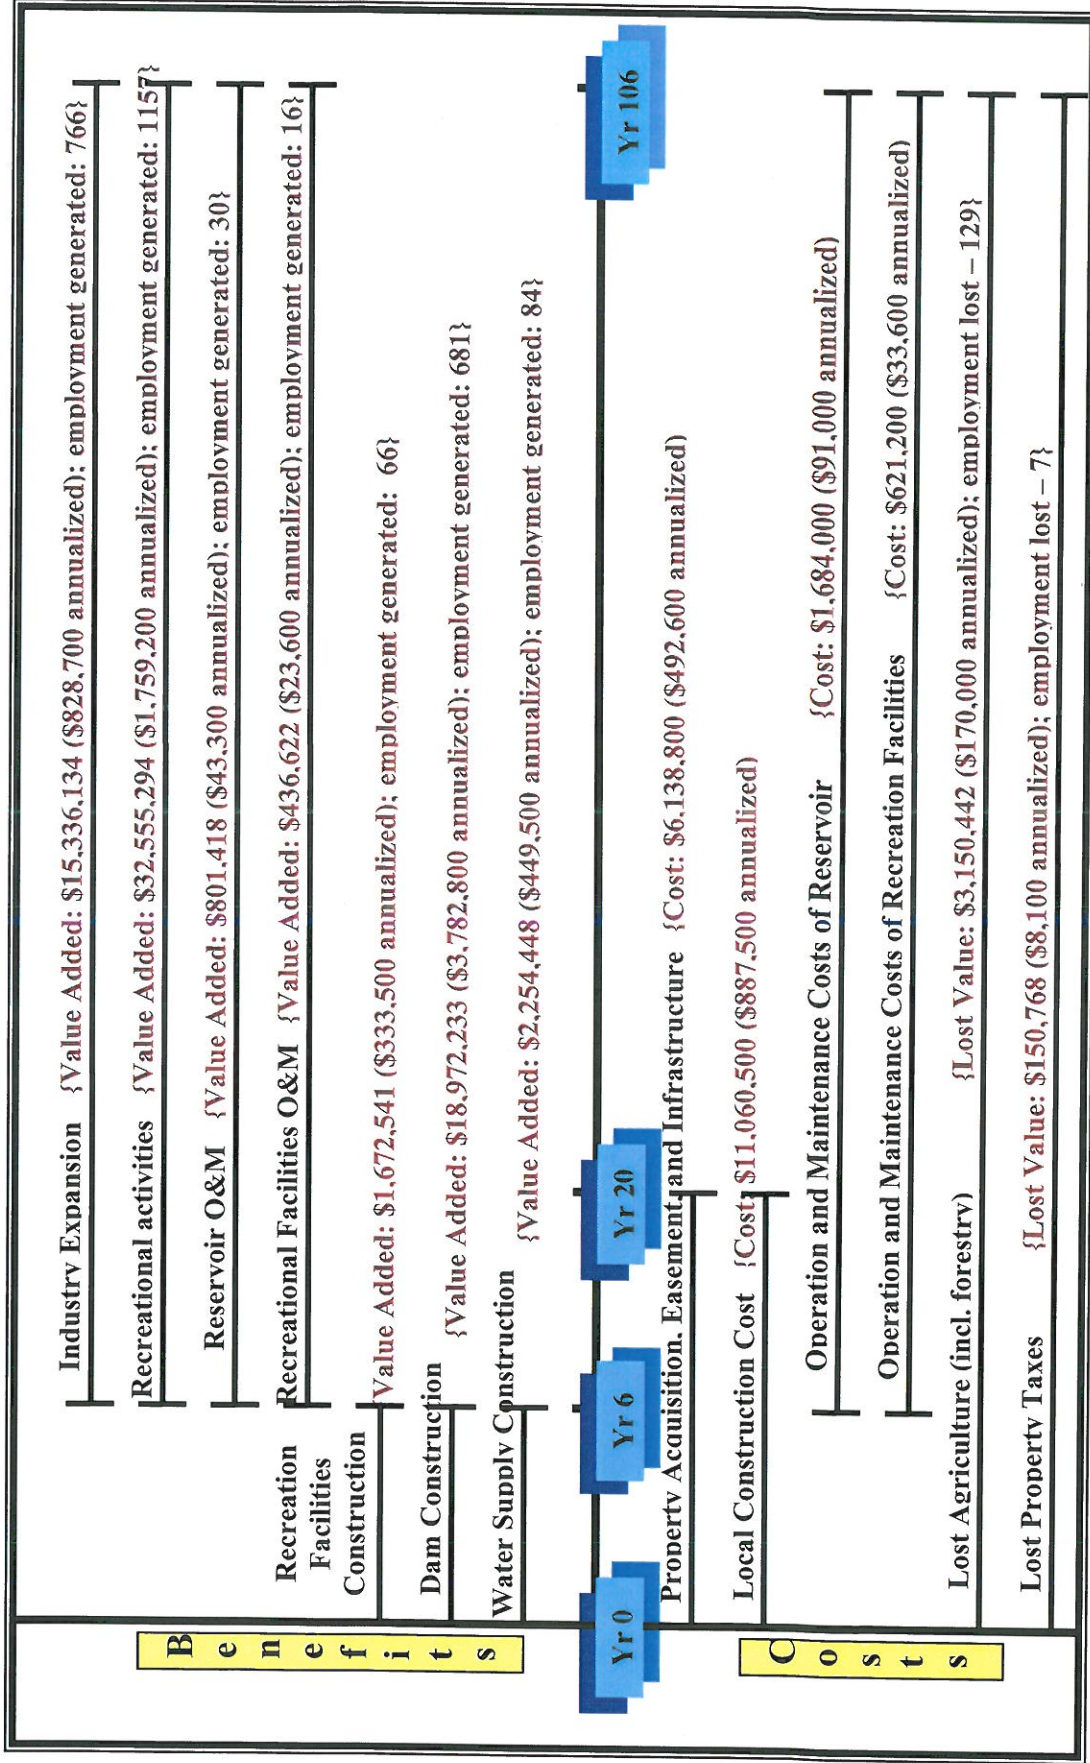 Benefits
Industry Expansion {Value Added: $15,336,134 ($828,700 annualized); employment generated: 766}
Recreational activities {Value Added: $32,555,294 ($1,759,200 annualized); employment generated: 1157}
Reservoir O&M {Value Added: $801,418 ($43,300 annualized); employment generated: 30}
Recreational Facilities O&M {Value Added: $436,622 ($23,600 annualized); employment generated: 16}
Recreation
Facilities
Construction
{Value Added: $1,672,541 ($333,500 annualized); employment generated: 66}
Dam Construction {Value Added: $18,972,233 ($3,782,800 annualized); employment generated: 681}
Water Supply Construction {Value Added: $2,254,448 ($449,500 annualized); employment generated: 84}
Yr 0 Yr 6 Yr 20 Yr 106
Costs
Property Acquisition, Easement, and Infrastructure {Cost: $6,138,800 ($492,600 annualized)
Local Construction Cost {Cost: $11,060,500 ($887,500 annualized)
Operation and Maintenance Costs of Reservoir {Cost: $1,684,000 ($91,000 annualized)
Operation and Maintenance Costs of Recreation Facilities {Cost: $621,200 ($33,600 annualized)
Lost Agriculture (incl. forestry) {Lost Value: $3,150,442 ($170,000 annualized); employment lost – 129}
Lost Property Taxes {Lost Value: $150,768 ($8,100 annualized); employment lost – 7}